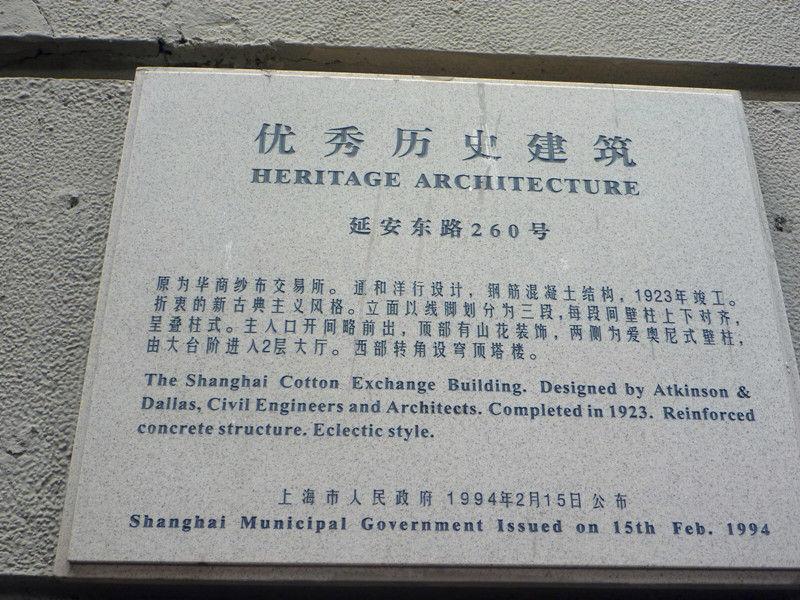 优秀历史建筑
HERITAGE ARCHITECTURE
延安东路260号
原为华商纱布交易所。通和洋行设计，钢筋混凝土结构，1923年竣工。
折衷的新古典主义风格。立面以线脚划分为三段，每段间壁柱上下对齐，
呈叠柱式。主入口开间略前出，顶部有山花装饰，两侧为爱奥尼式壁柱；
由大台阶进入2层大厅。西部转角设穹顶塔楼。
The Shanghai Cotton Exchange Building. Designed by Atkinson &
Dallas, Civil Engineers and Architects. Completed in 1923. Reinforced
concrete structure. Eclectic style.
上海市人民政府 1994年2月15日公布
Shanghai Municipal Government Issued on 15th Feb. 1994